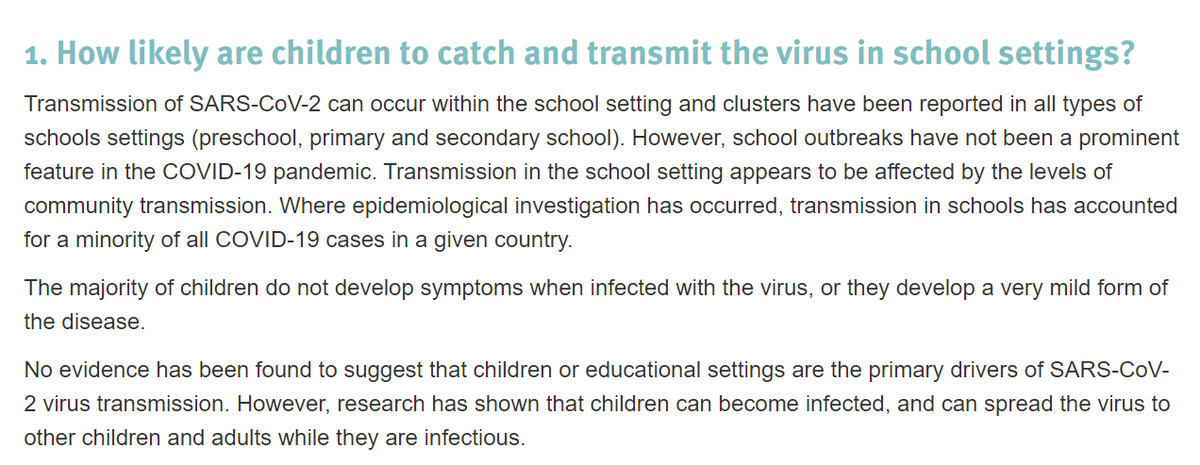 1. How likely are children to catch and transmit the virus in school settings?
Transmission of SARS-CoV-2 can occur within the school setting and clusters have been reported in all types of
schools settings (preschool, primary and secondary school). However, school outbreaks have not been a prominent
feature in the COVID-19 pandemic. Transmission in the school setting appears to be affected by the levels of
community transmission. Where epidemiological investigation has occurred, transmission in schools has accounted
for a minority of all COVID-19 cases in a given country.
The majority of children do not develop symptoms when infected with the virus, or they develop a very mild form of
the disease.
No evidence has been found to suggest that children or educational settings are the primary drivers of SARS-CoV-
2 virus transmission. However, research has shown that children can become infected, and can spread the virus to
other children and adults while they are infectious.